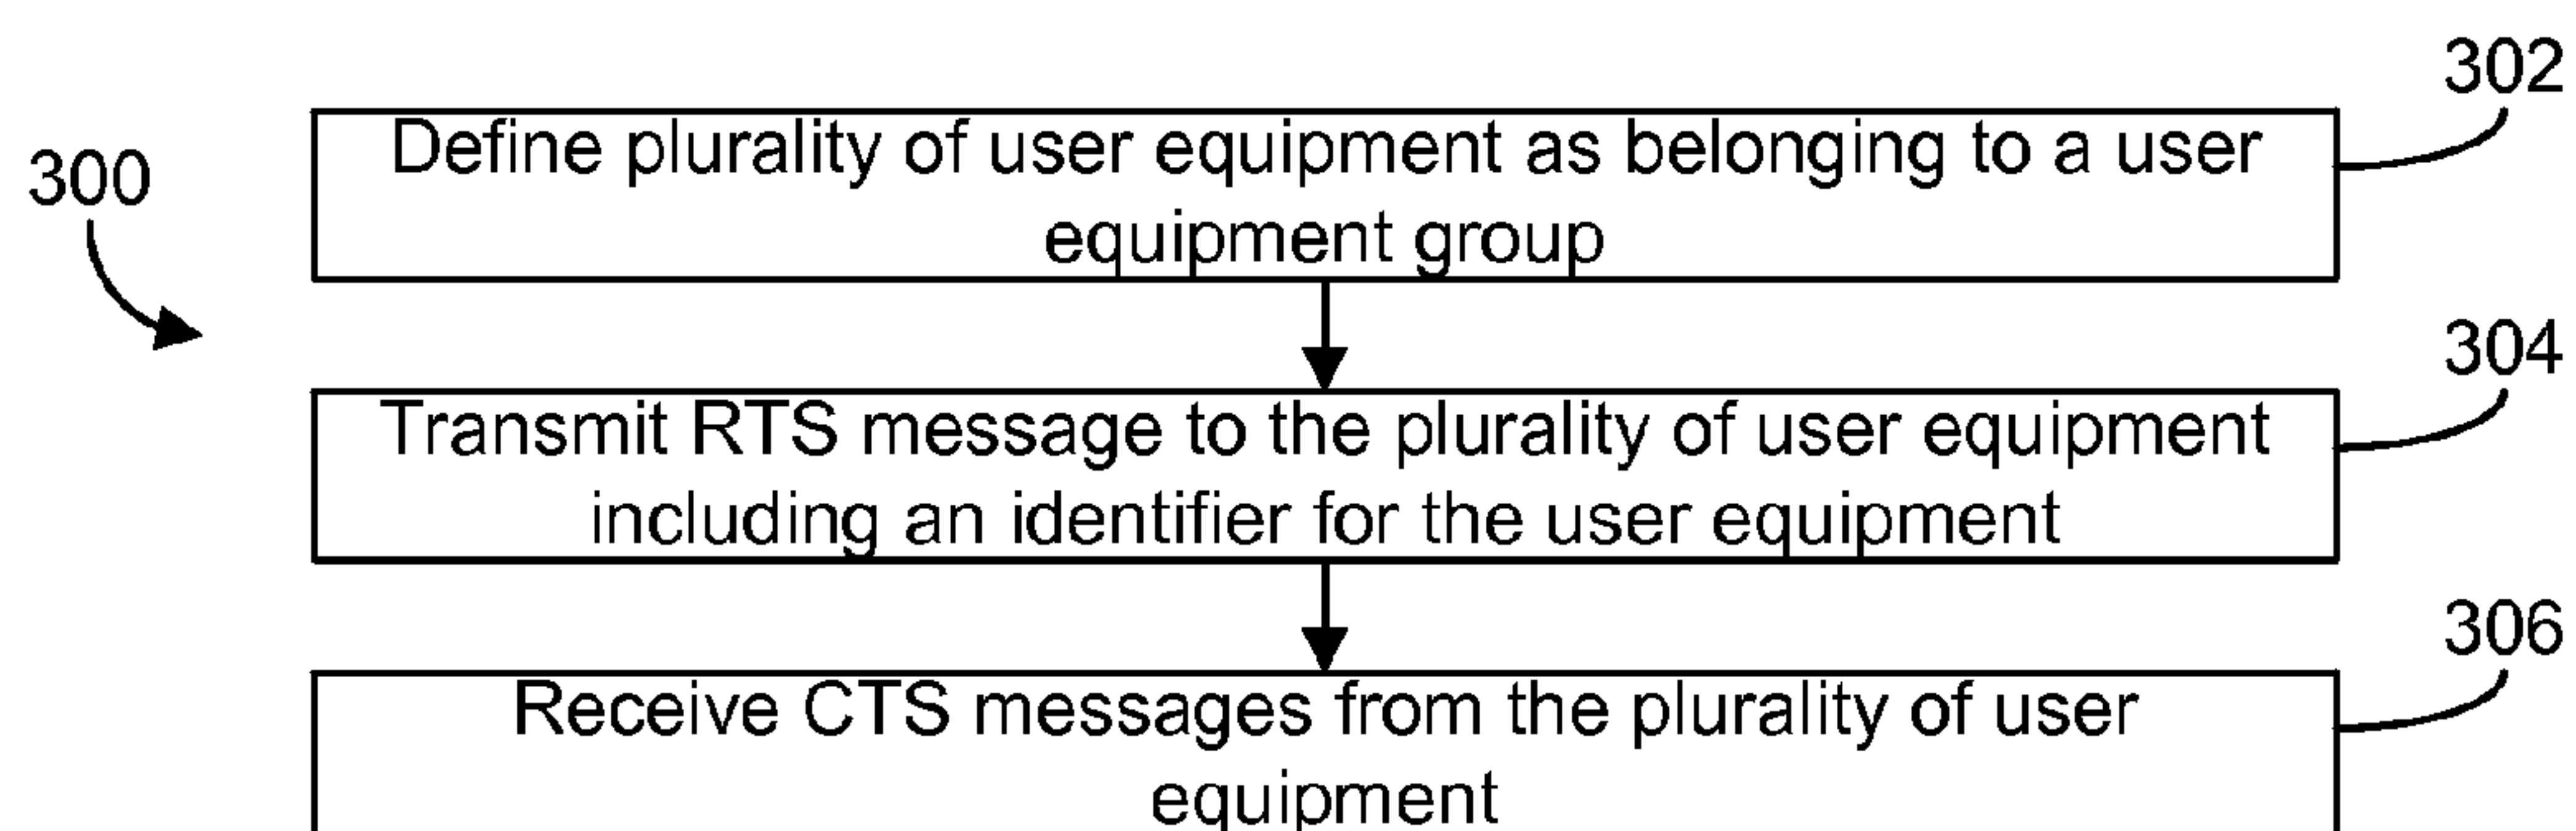 302
Define plurality of user equipment as belonging to a user
equipment group
300
304
Transmit RTS message to the plurality of user equipment
including an identifier for the user equipment
306
Receive CTS messages from the plurality of user
equipment